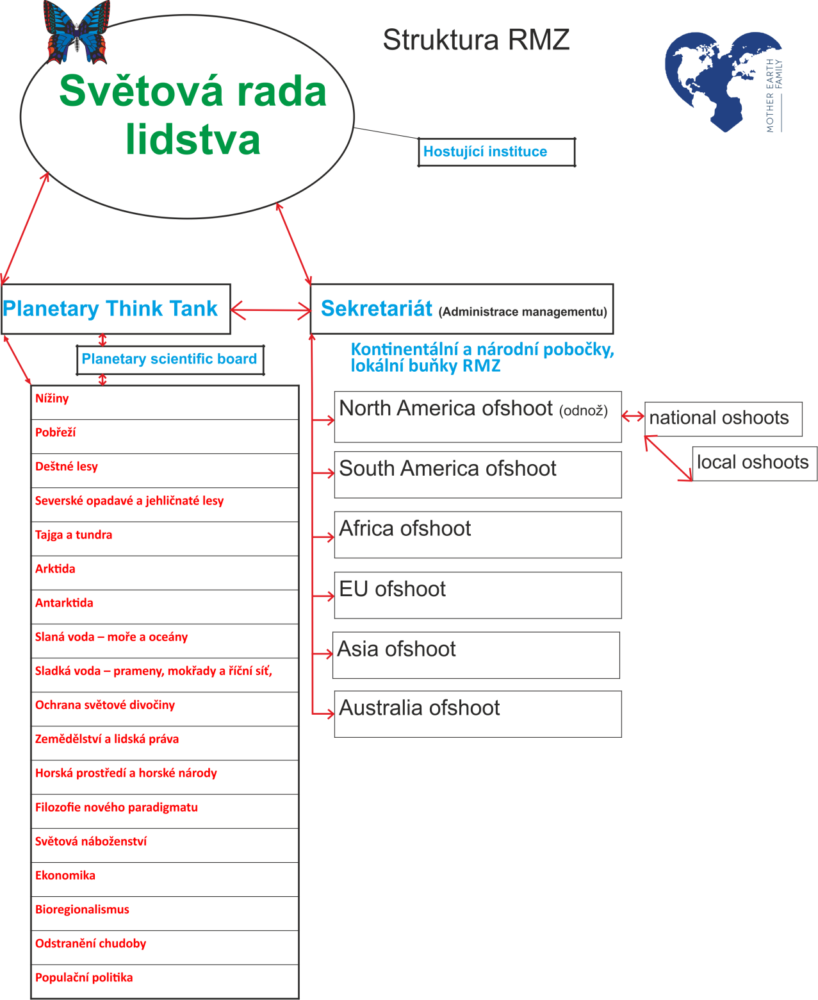 Struktura RMZ
MOTHER EARTH
FAMILY
Světová rada
lidstva
Hostující instituce
Planetary Think Tank
Sekretariát (Administrace managementu)
Planetary scientific board
Kontinentální a národní pobočky,
lokální buňky RMZ
Nížiny
Pobřeží
Deštné lesy
Severské opadavé a jehličnaté lesy
Tajga a tundra
Arktida
Antarktida
Slaná voda – moře a oceány
Sladká voda – prameny, mokřady a říční síť,
Ochrana světové divočiny
Zemědělství a lidská práva
Horská prostředí a horské národy
Filozofie nového paradigmatu
Světová náboženství
Ekonomika
Bioregionalismus
Odstranění chudoby
Populační politika
North America ofshoot (odnož)
national oshoots
local oshoots
South America ofshoot
Africa ofshoot
EU ofshoot
Asia ofshoot
Australia ofshoot